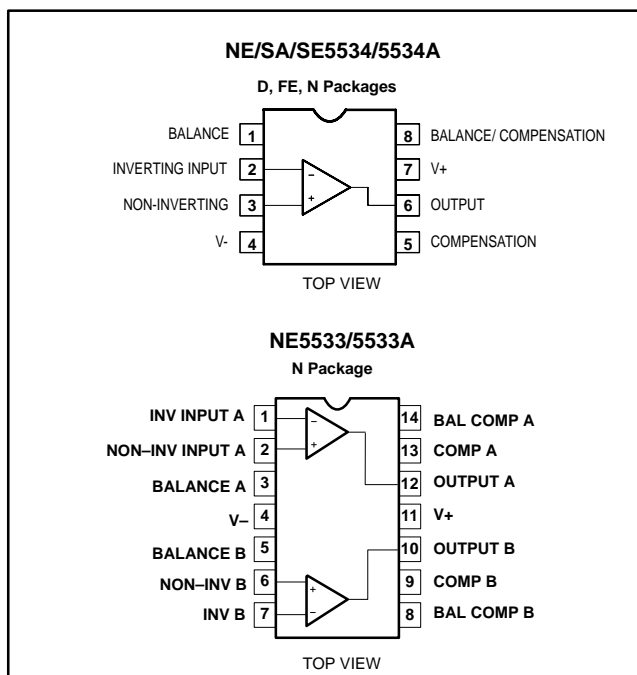 NE/SA/SE5534/5534A
D, FE, N Packages
BALANCE 1 8 BALANCE/ COMPENSATION
INVERTING INPUT 2 − 7 V+
NON-INVERTING 3 + 6 OUTPUT
V- 4 5 COMPENSATION
TOP VIEW
NE5533/5533A
N Package
INV INPUT A 1 − 14 BAL COMP A
NON–INV INPUT A 2 + 13 COMP A
BALANCE A 3 12 OUTPUT A
V– 4 11 V+
BALANCE B 5 10 OUTPUT B
NON–INV B 6 + 9 COMP B
INV B 7 − 8 BAL COMP B
TOP VIEW